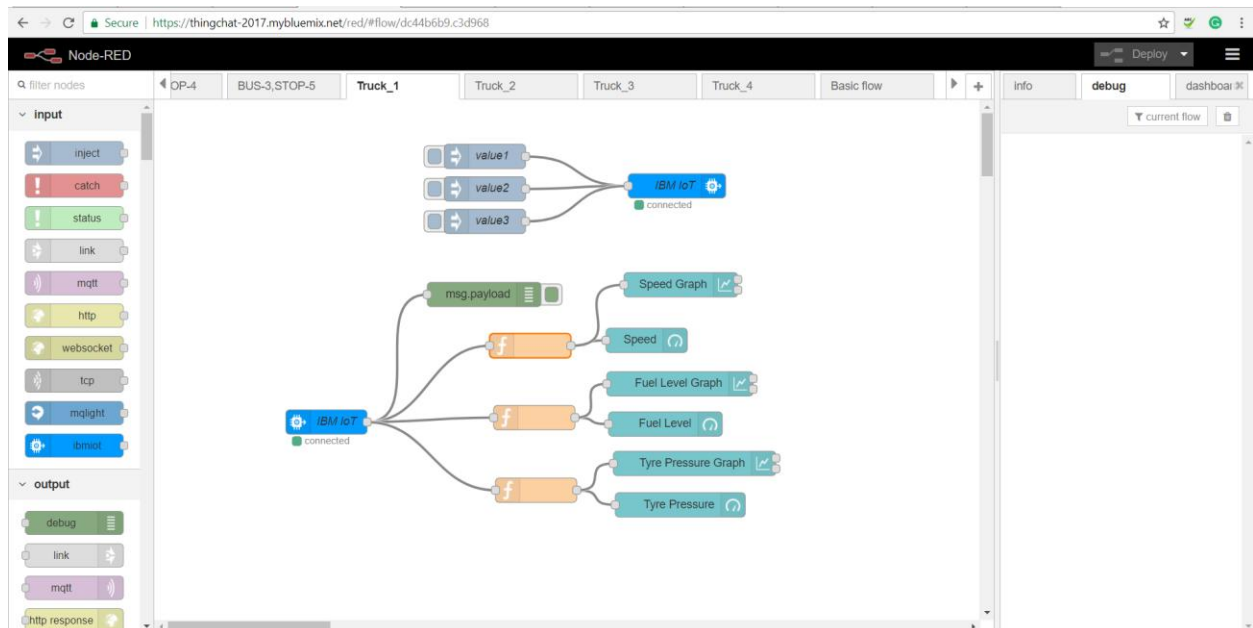 Secure | https://thingchat-2017.mybluemix.net/red/#flow/dc44b6b9.c3d968
Node-RED
Deploy
filter nodes
OP-4
BUS-3,STOP-5
Truck_1
Truck_2
Truck_3
Truck_4
Basic flow
+
info
debug
dashboar
input
current flow
inject
catch
status
link
mqtt
http
websocket
tcp
mqlight
ibmiot
output
debug
link
mqtt
http response
value1
value2
value3
IBM IoT
connected
msg.payload
Speed Graph
Speed
Fuel Level Graph
IBM IoT
Fuel Level
connected
Tyre Pressure Graph
Tyre Pressure